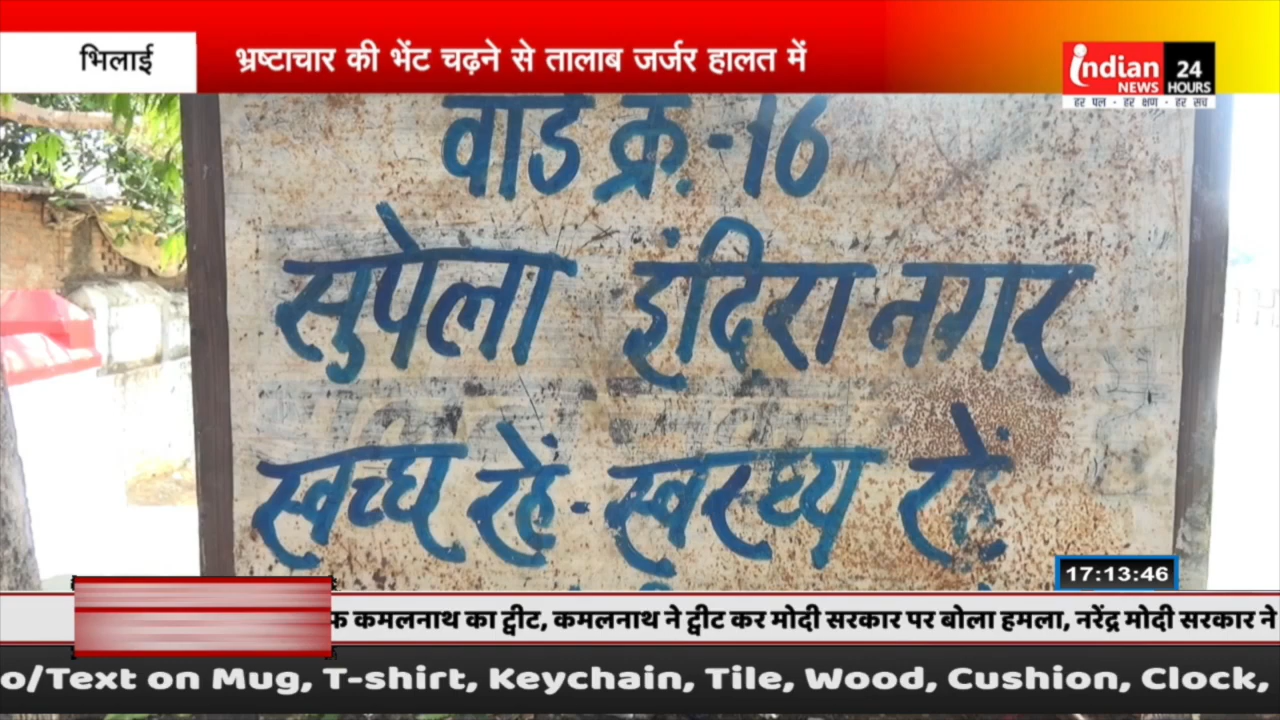 भिलाई
भ्रष्टाचार की भेंट चढ़ने से तालाब जर्जर हालत में
indian NEWS 24 HOURS
हर पल - हर क्षण - हर सच
वार्ड क्र.-16
सुपेला इंदिरा नगर
स्वच्छ रहें - स्वस्थ्य रहें
17:13:46
कमलनाथ का ट्वीट, कमलनाथ ने ट्वीट कर मोदी सरकार पर बोला हमला, नरेंद्र मोदी सरकार ने
o/Text on Mug, T-shirt, Keychain, Tile, Wood, Cushion, Clock,